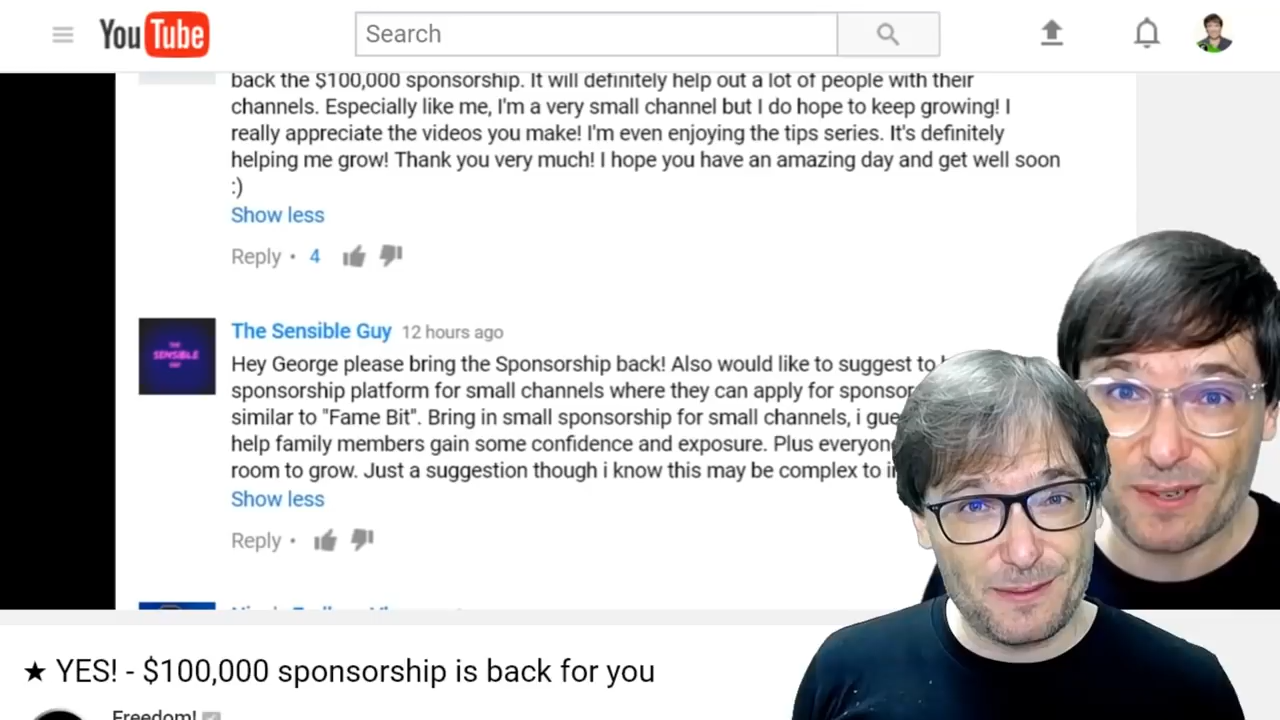 YouTube
Search
back the $100,000 sponsorship. It will definitely help out a lot of people with their
channels. Especially like me, I'm a very small channel but I do hope to keep growing! I
really appreciate the videos you make! I'm even enjoying the tips series. It's definitely
helping me grow! Thank you very much! I hope you have an amazing day and get well soon
:)
Show less
Reply • 4
THE
SENSIBLE
GUY
The Sensible Guy 12 hours ago
Hey George please bring the Sponsorship back! Also would like to suggest to
sponsorship platform for small channels where they can apply for
similar to "Fame Bit". Bring in small sponsorship for small channels, i
help family members gain some confidence and exposure. Plus
room to grow. Just a suggestion though i know this may be complex to
Show less
Reply •
★ YES! - $100,000 sponsorship is back for you
Freedom!